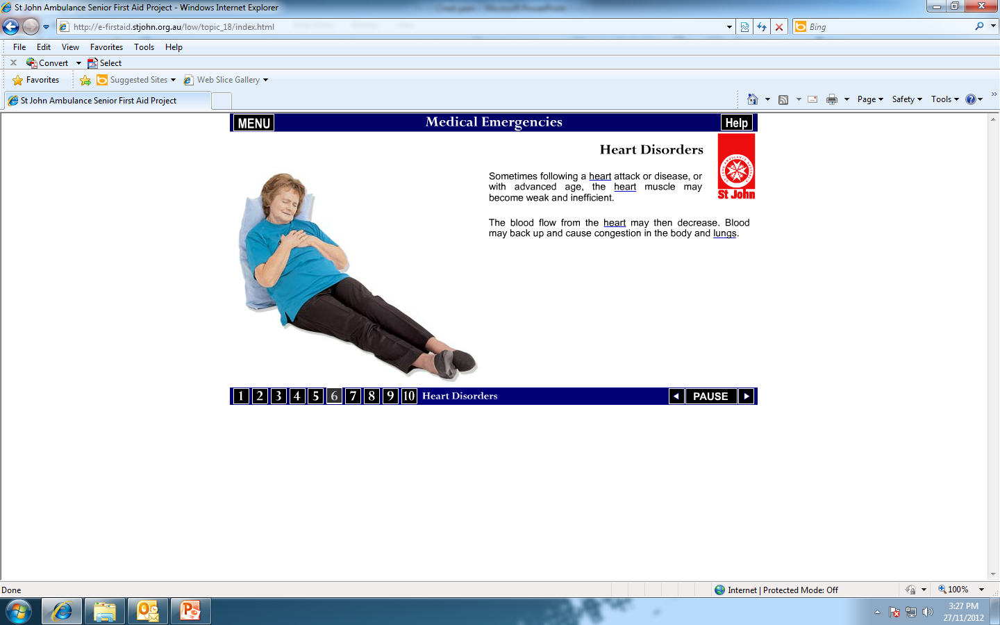 St John Ambulance Senior First Aid Project - Windows Internet Explorer
http://e-firstaid.stjohn.org.au/low/topic_18/index.html
Bing
File Edit View Favorites Tools Help
x Convert Select
Favorites Suggested Sites Web Slice Gallery
St John Ambulance Senior First Aid Project
Page Safety Tools
MENU Medical Emergencies Help
Heart Disorders
Sometimes following a heart attack or disease, or
with advanced age, the heart muscle may
become weak and inefficient.
St John
The blood flow from the heart may then decrease. Blood
may back up and cause congestion in the body and lungs.
1 2 3 4 5 6 7 8 9 10 Heart Disorders PAUSE
Done Internet | Protected Mode: Off 100%
3:27 PM
27/11/2012